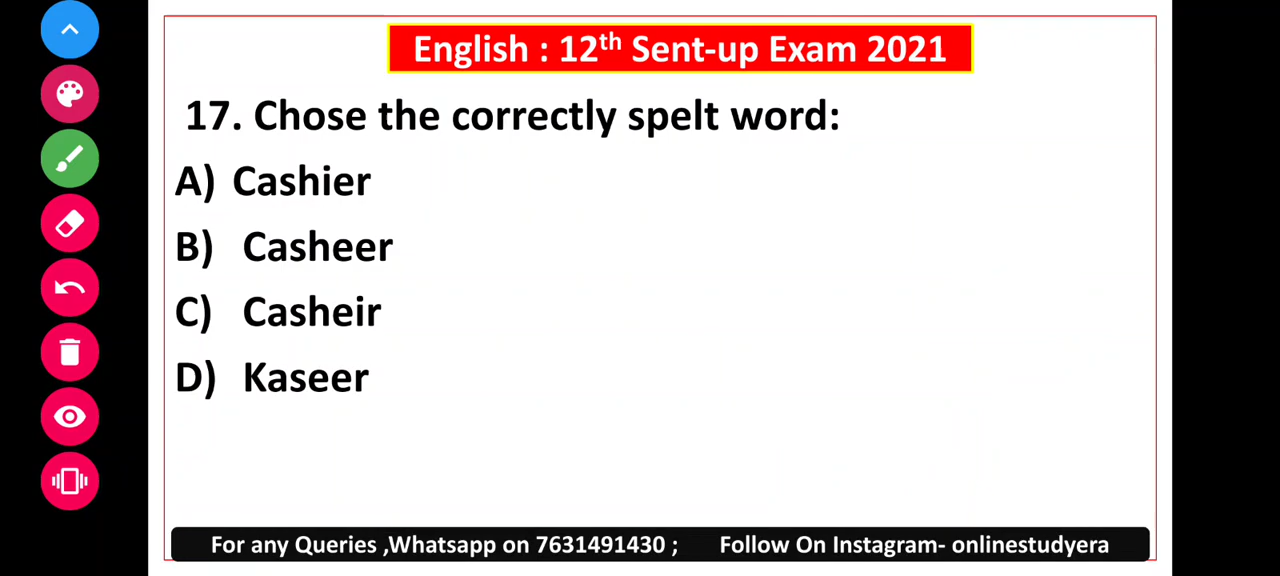 English : 12th Sent-up Exam 2021
17. Chose the correctly spelt word:
A) Cashier
B) Casheer
C) Casheir
D) Kaseer
For any Queries ,Whatsapp on 7631491430 ; Follow On Instagram- onlinestudyera